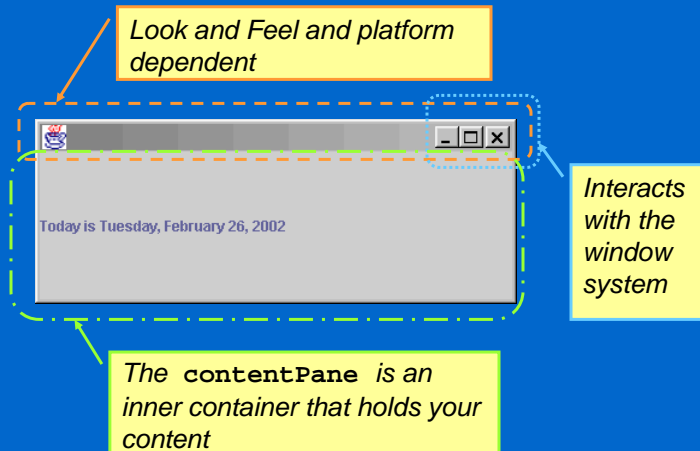 Look and Feel and platform
dependent
Today is Tuesday, February 26, 2002
Interacts
with the
window
system
The contentPane is an
inner container that holds your
content